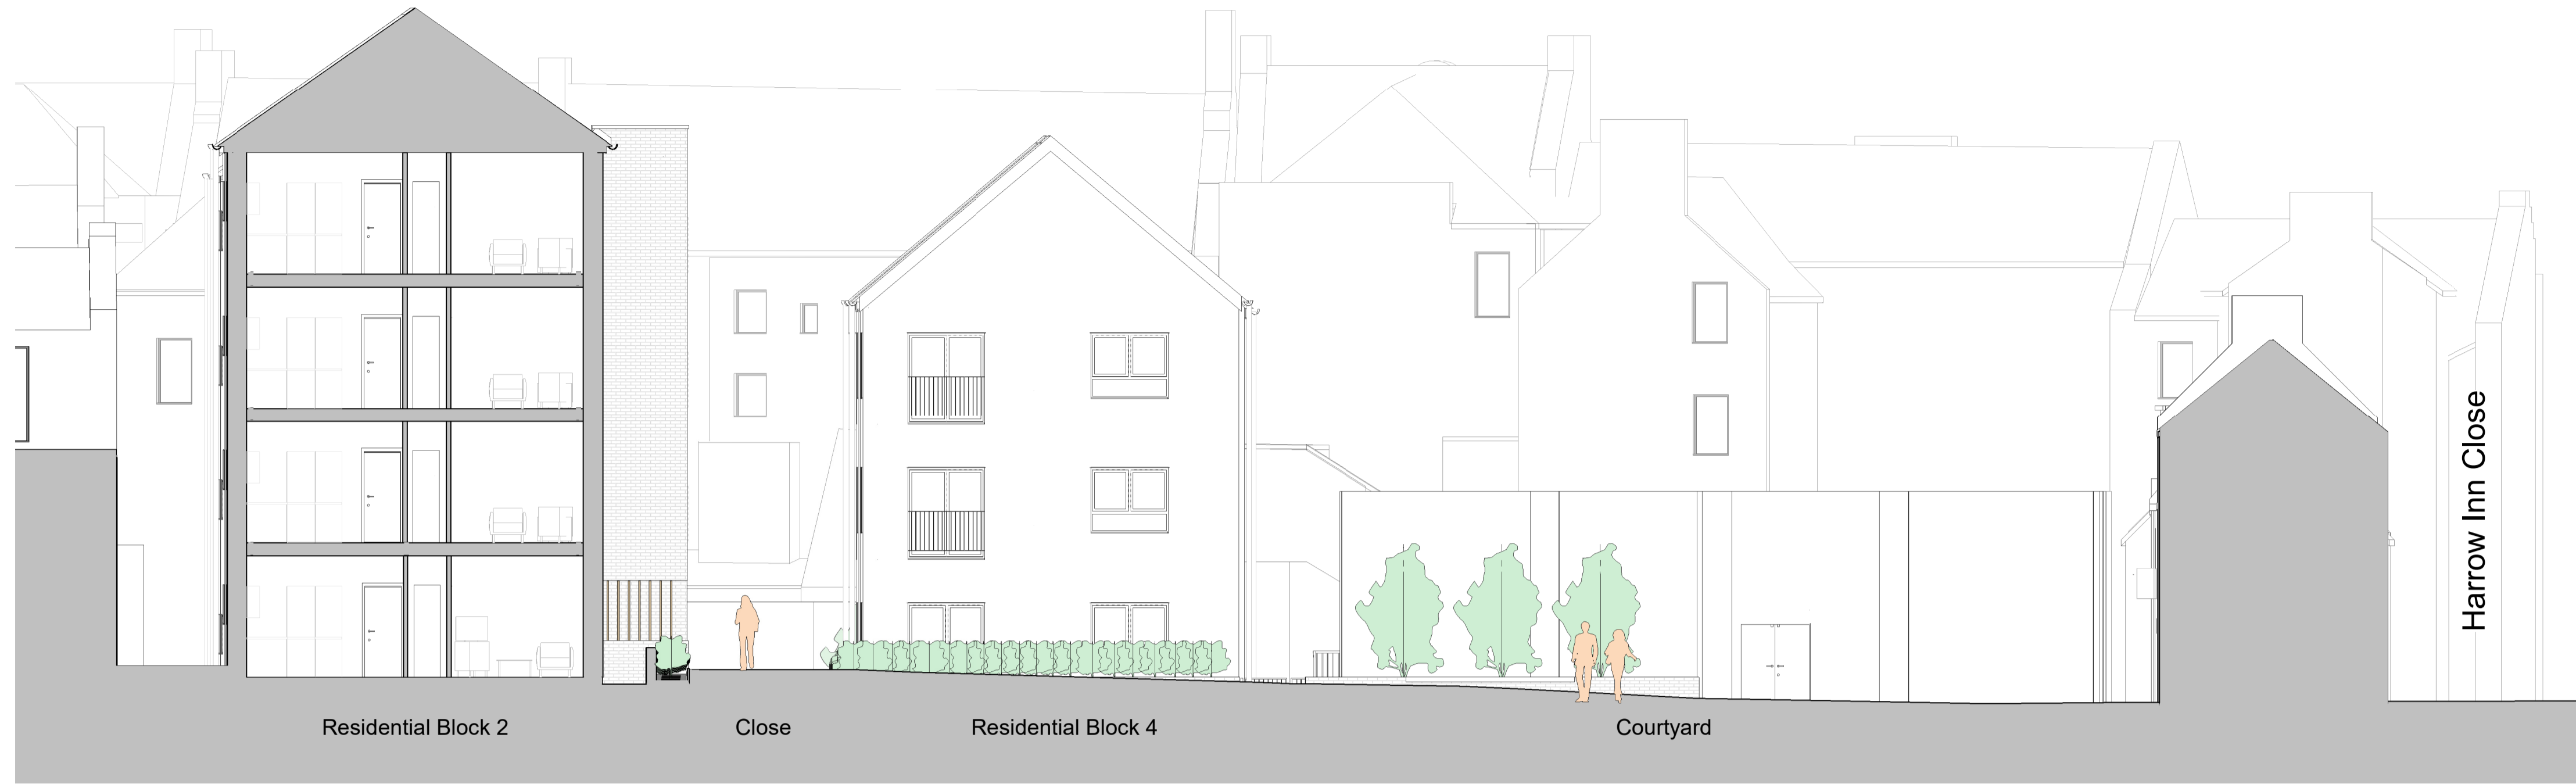 Harrow Inn Close
Residential Block 2
Close
Residential Block 4
Courtyard